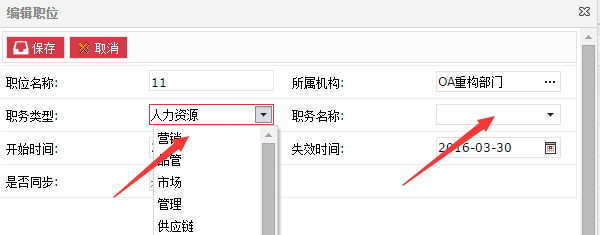 编辑职位
保存 取消
职位名称: 11 所属机构: OA重构部门 ...
职务类型: 人力资源 职务名称:
营销
开始时间: 失效时间: 2016-03-30
品管
是否同步: 市场
管理
供应链